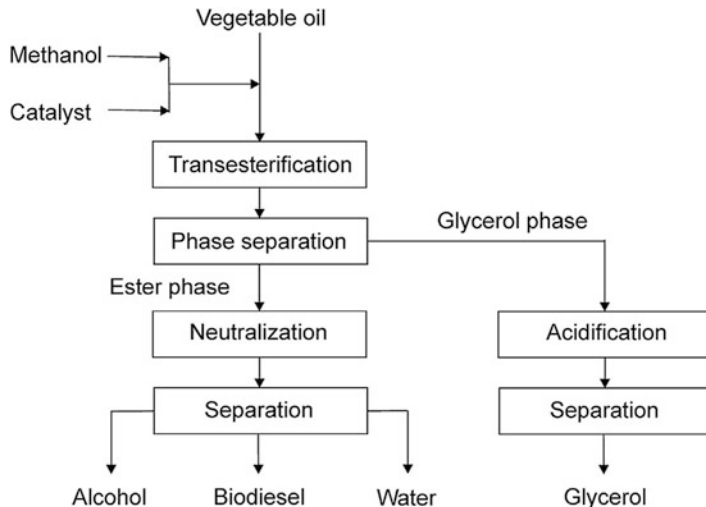 Vegetable oil
Methanol
Catalyst
Transesterification
Phase separation
Glycerol phase
Ester phase
Neutralization
Acidification
Separation
Separation
Alcohol
Biodiesel
Water
Glycerol